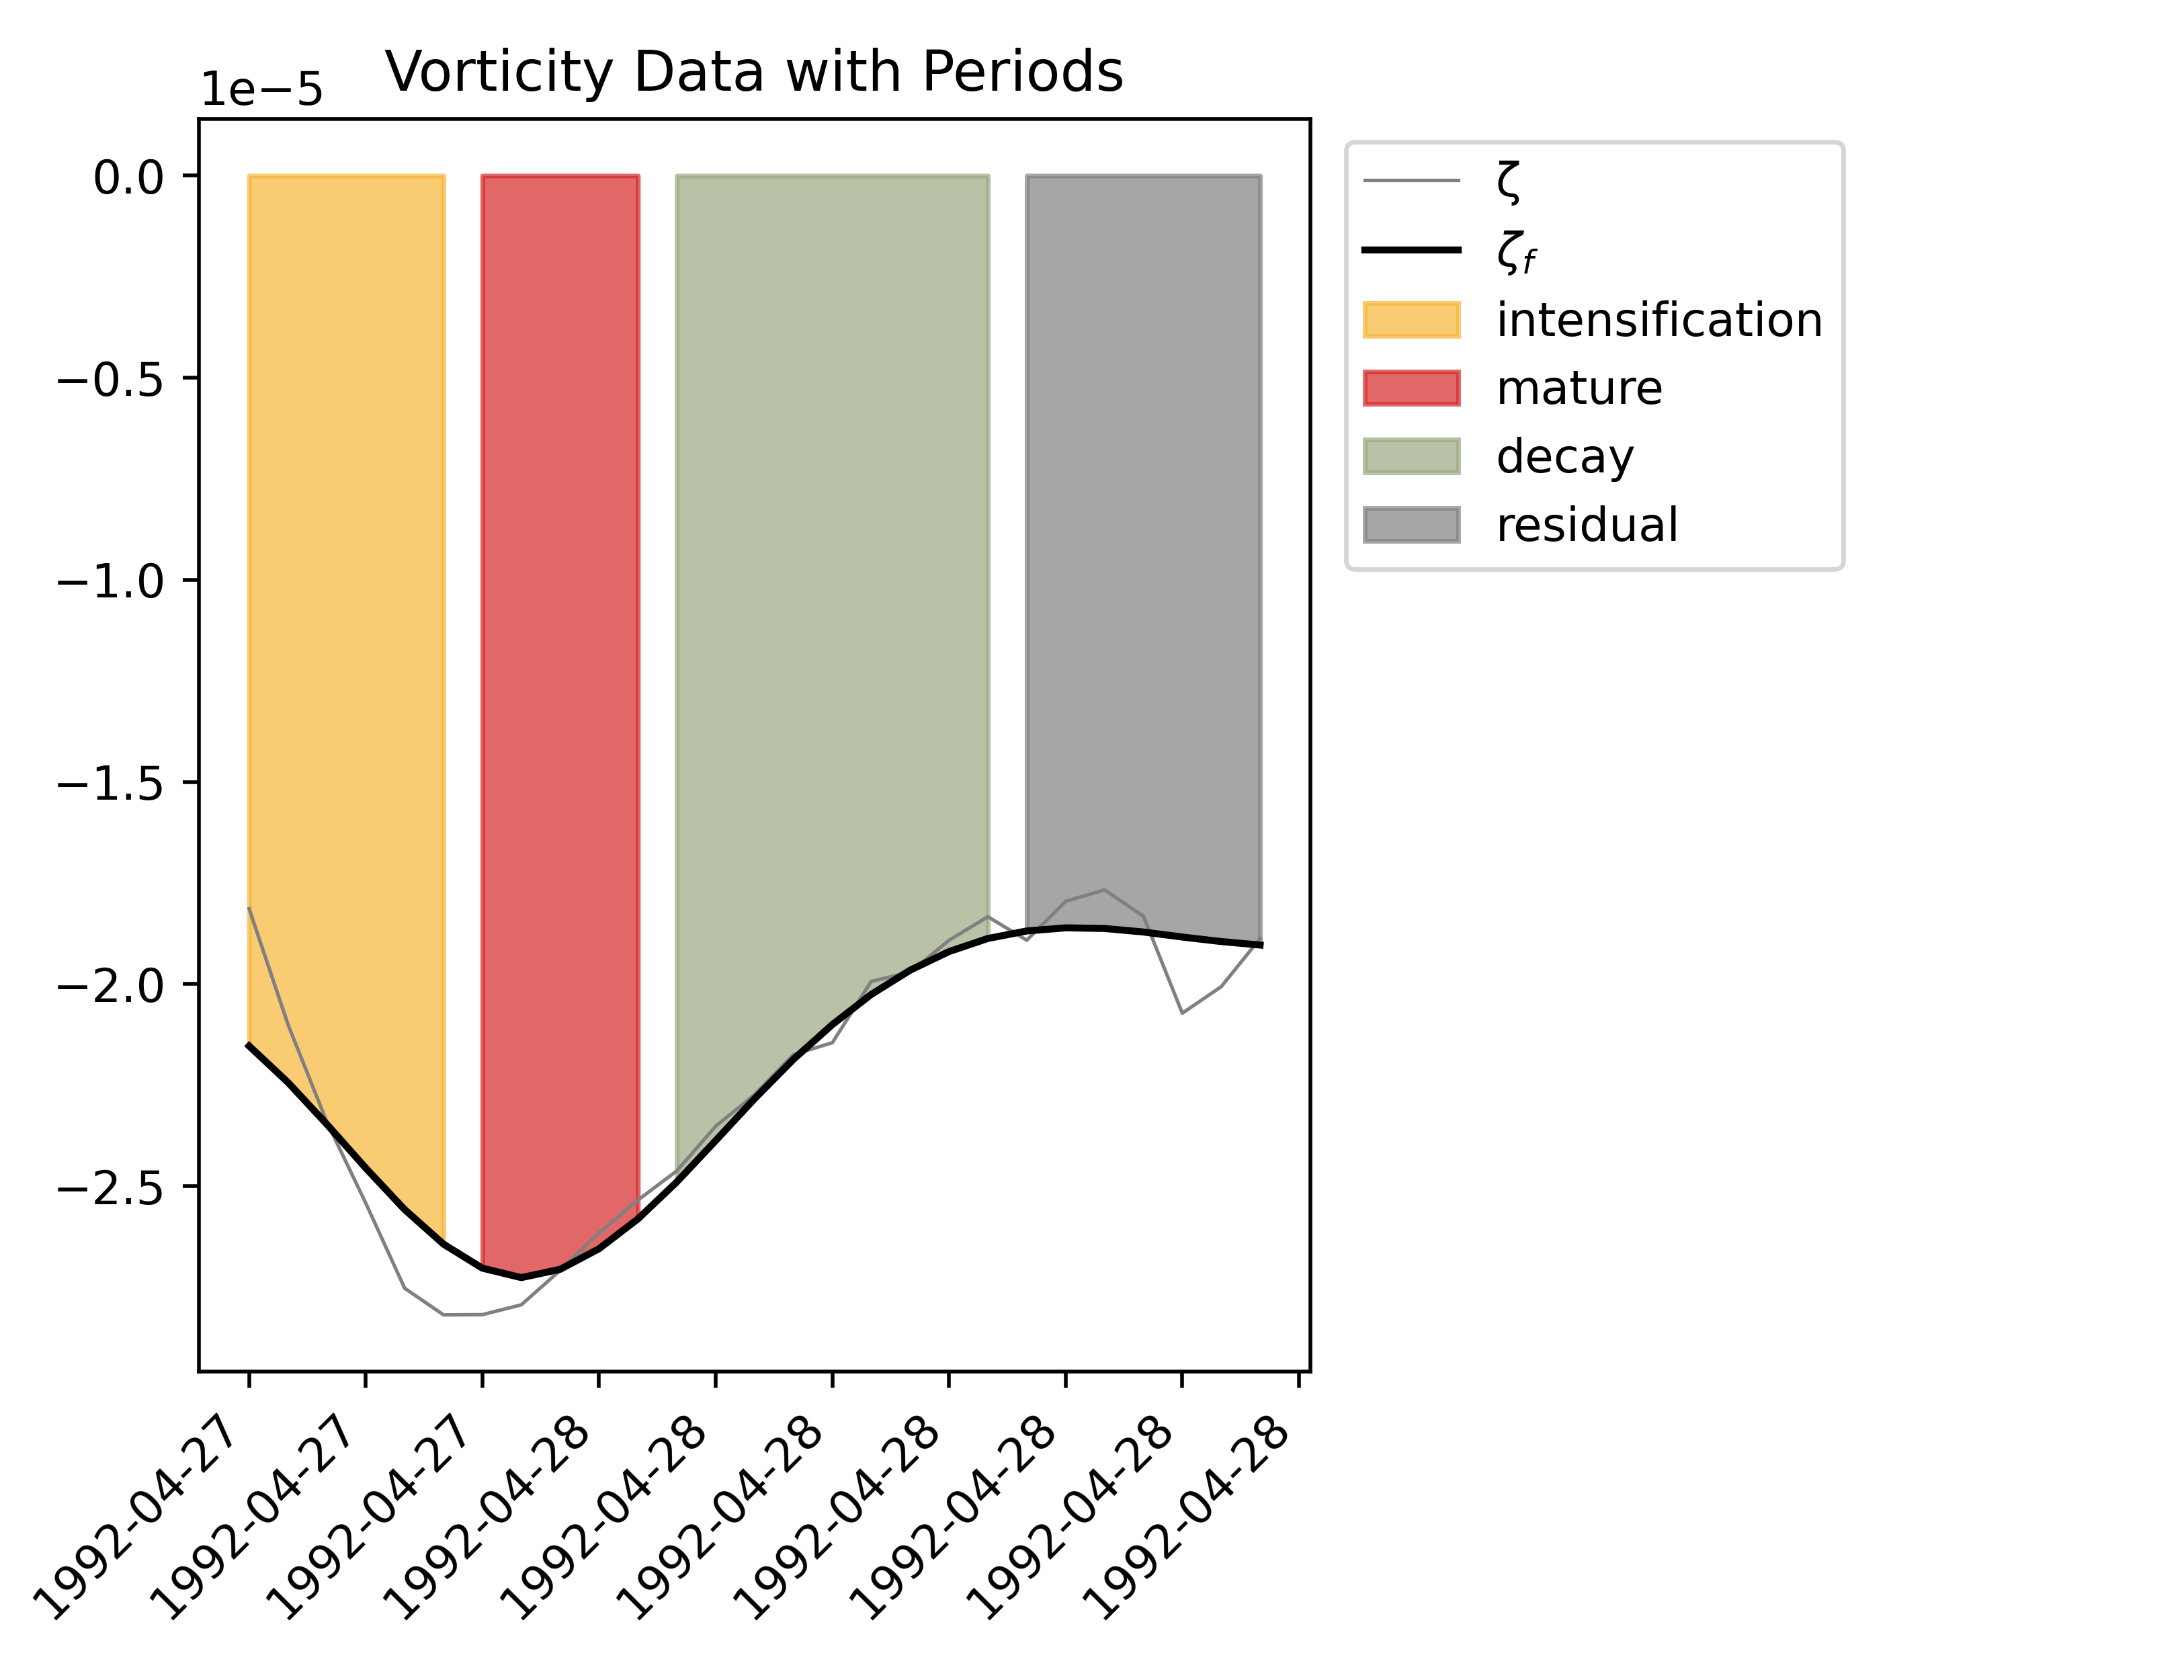 Vorticity Data with Periods
1e−5
0.0
−0.5
−1.0
−1.5
−2.0
−2.5
1992-04-27
1992-04-27
1992-04-27
1992-04-28
1992-04-28
1992-04-28
1992-04-28
1992-04-28
1992-04-28
1992-04-28
ζ
ζf
intensification
mature
decay
residual